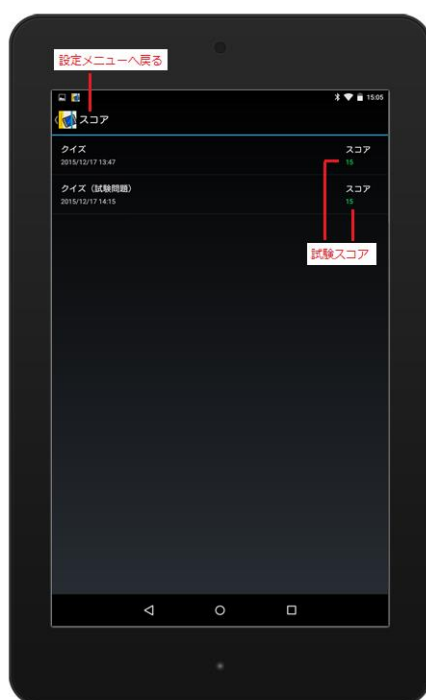 設定メニューへ戻る
15:05
スコア
クイズ
スコア
2015/12/17 13:47
15
クイズ（試験問題）
スコア
2015/12/17 14:15
15
試験スコア